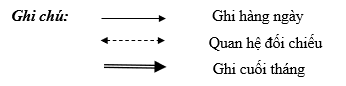 Ghi chú: Ghi hàng ngày
Quan hệ đối chiếu
Ghi cuối tháng